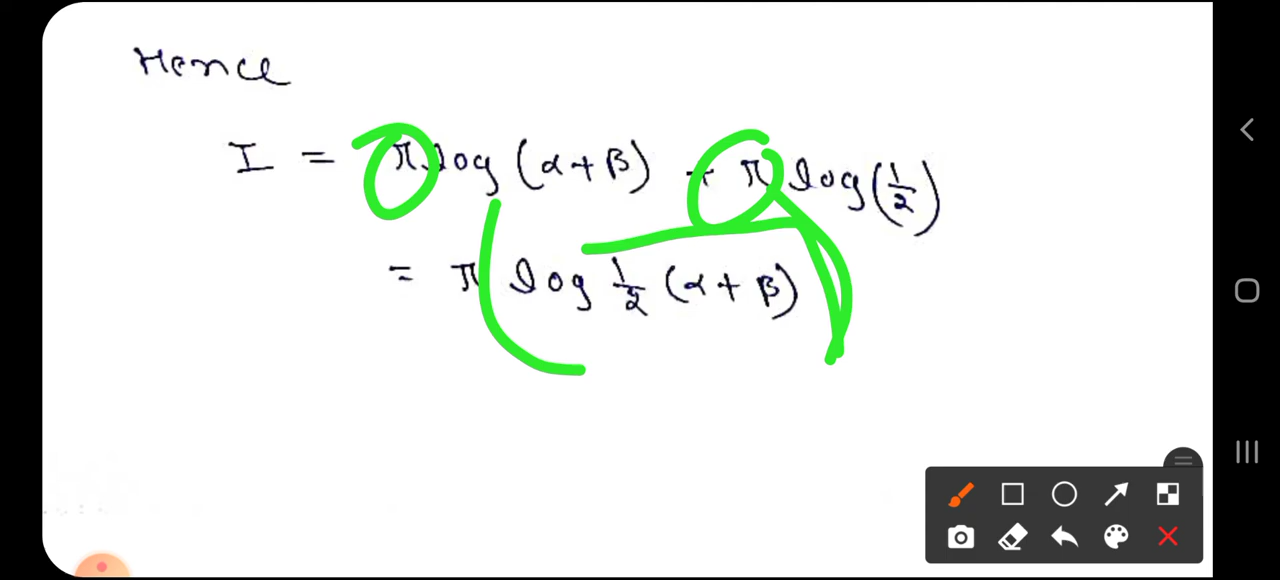 Hence
I = π log (α + β) + π log (1/2)
= π log 1/2 (α + β)